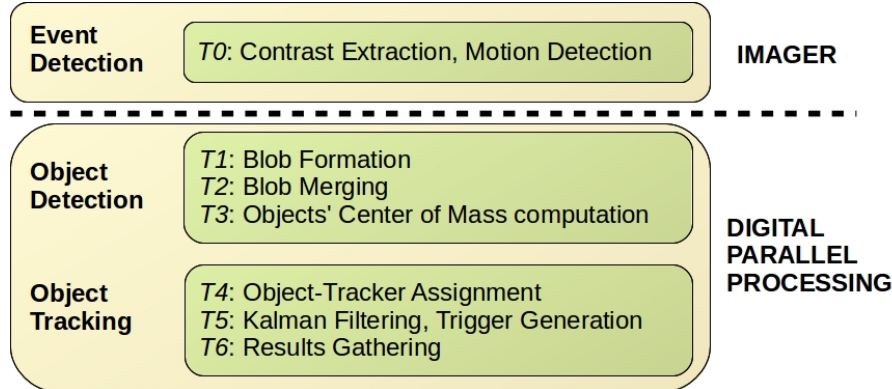 Event
Detection
T0: Contrast Extraction, Motion Detection
IMAGER
Object
Detection
T1: Blob Formation
T2: Blob Merging
T3: Objects' Center of Mass computation
DIGITAL
PARALLEL
PROCESSING
Object
Tracking
T4: Object-Tracker Assignment
T5: Kalman Filtering, Trigger Generation
T6: Results Gathering